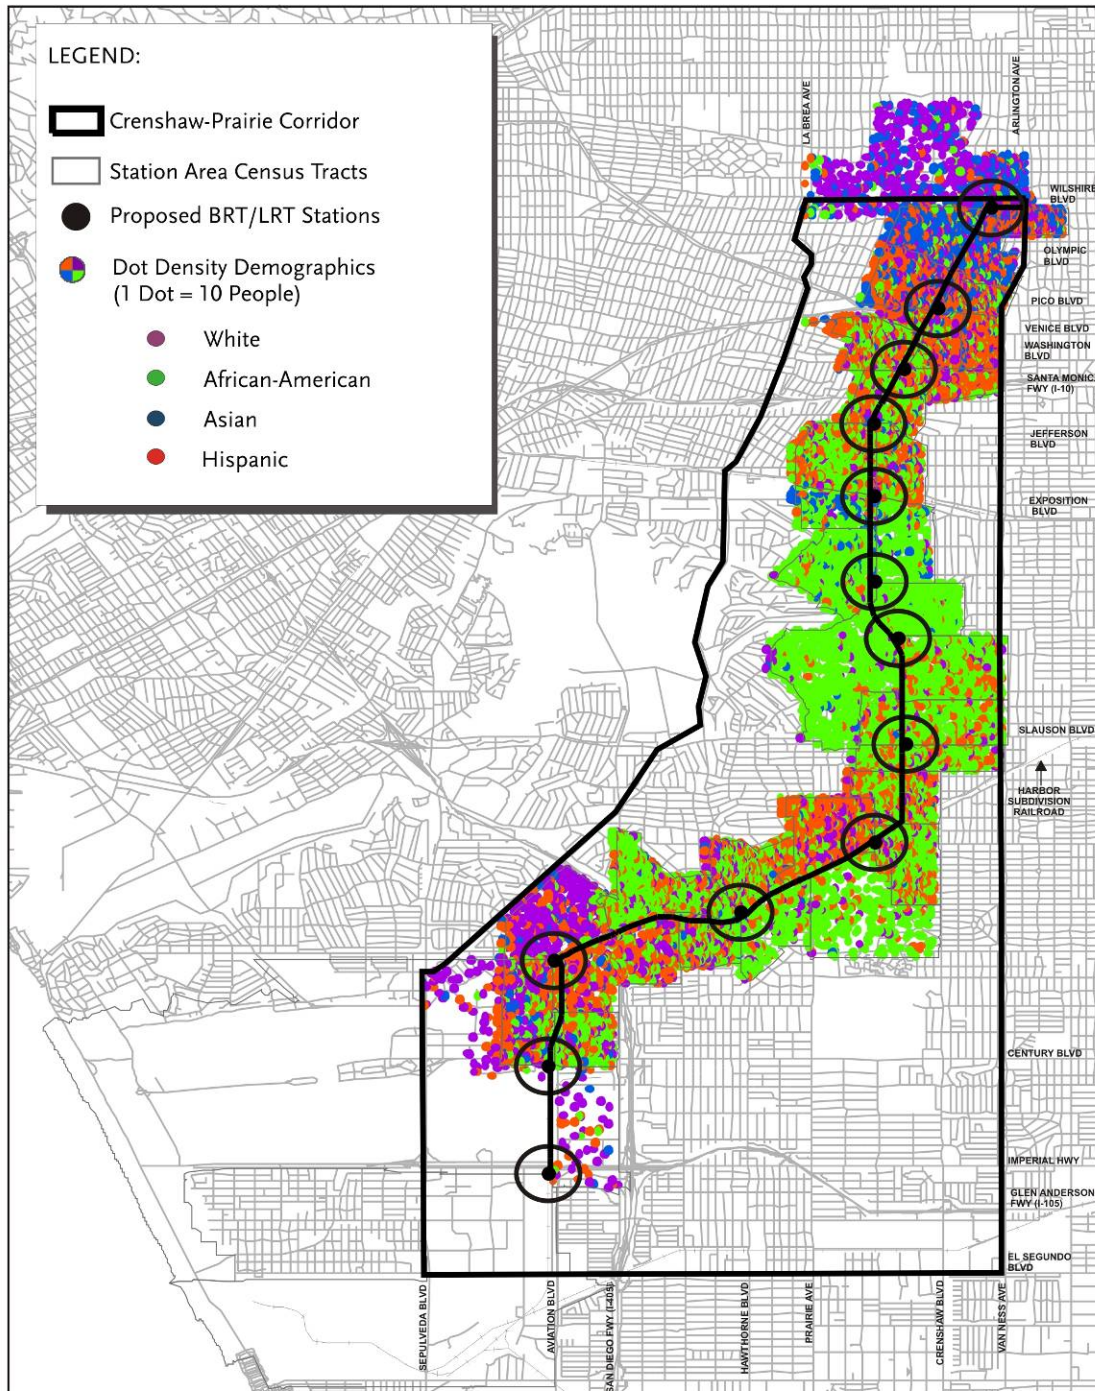 LEGEND:
Crenshaw-Prairie Corridor
Station Area Census Tracts
Proposed BRT/LRT Stations
Dot Density Demographics
(1 Dot = 10 People)
White
African-American
Asian
Hispanic
LA BREA AVE
ARLINGTON AVE
WILSHIRE
BLVD
OLYMPIC
BLVD
PICO BLVD
VENICE BLVD
WASHINGTON
BLVD
SANTA MONICA
FWY (I-10)
JEFFERSON
BLVD
EXPOSITION
BLVD
SLAUSON BLVD
HARBOR
SUBDIVISION
RAILROAD
CENTURY BLVD
IMPERIAL HWY
GLEN ANDERSON
FWY (I-105)
EL SEGUNDO
BLVD
SEPULVEDA BLVD
AVIATION BLVD
SAN DIEGO FWY (I-405)
HAWTHORNE BLVD
PRAIRIE AVE
CRENSHAW BLVD
VAN NESS AVE